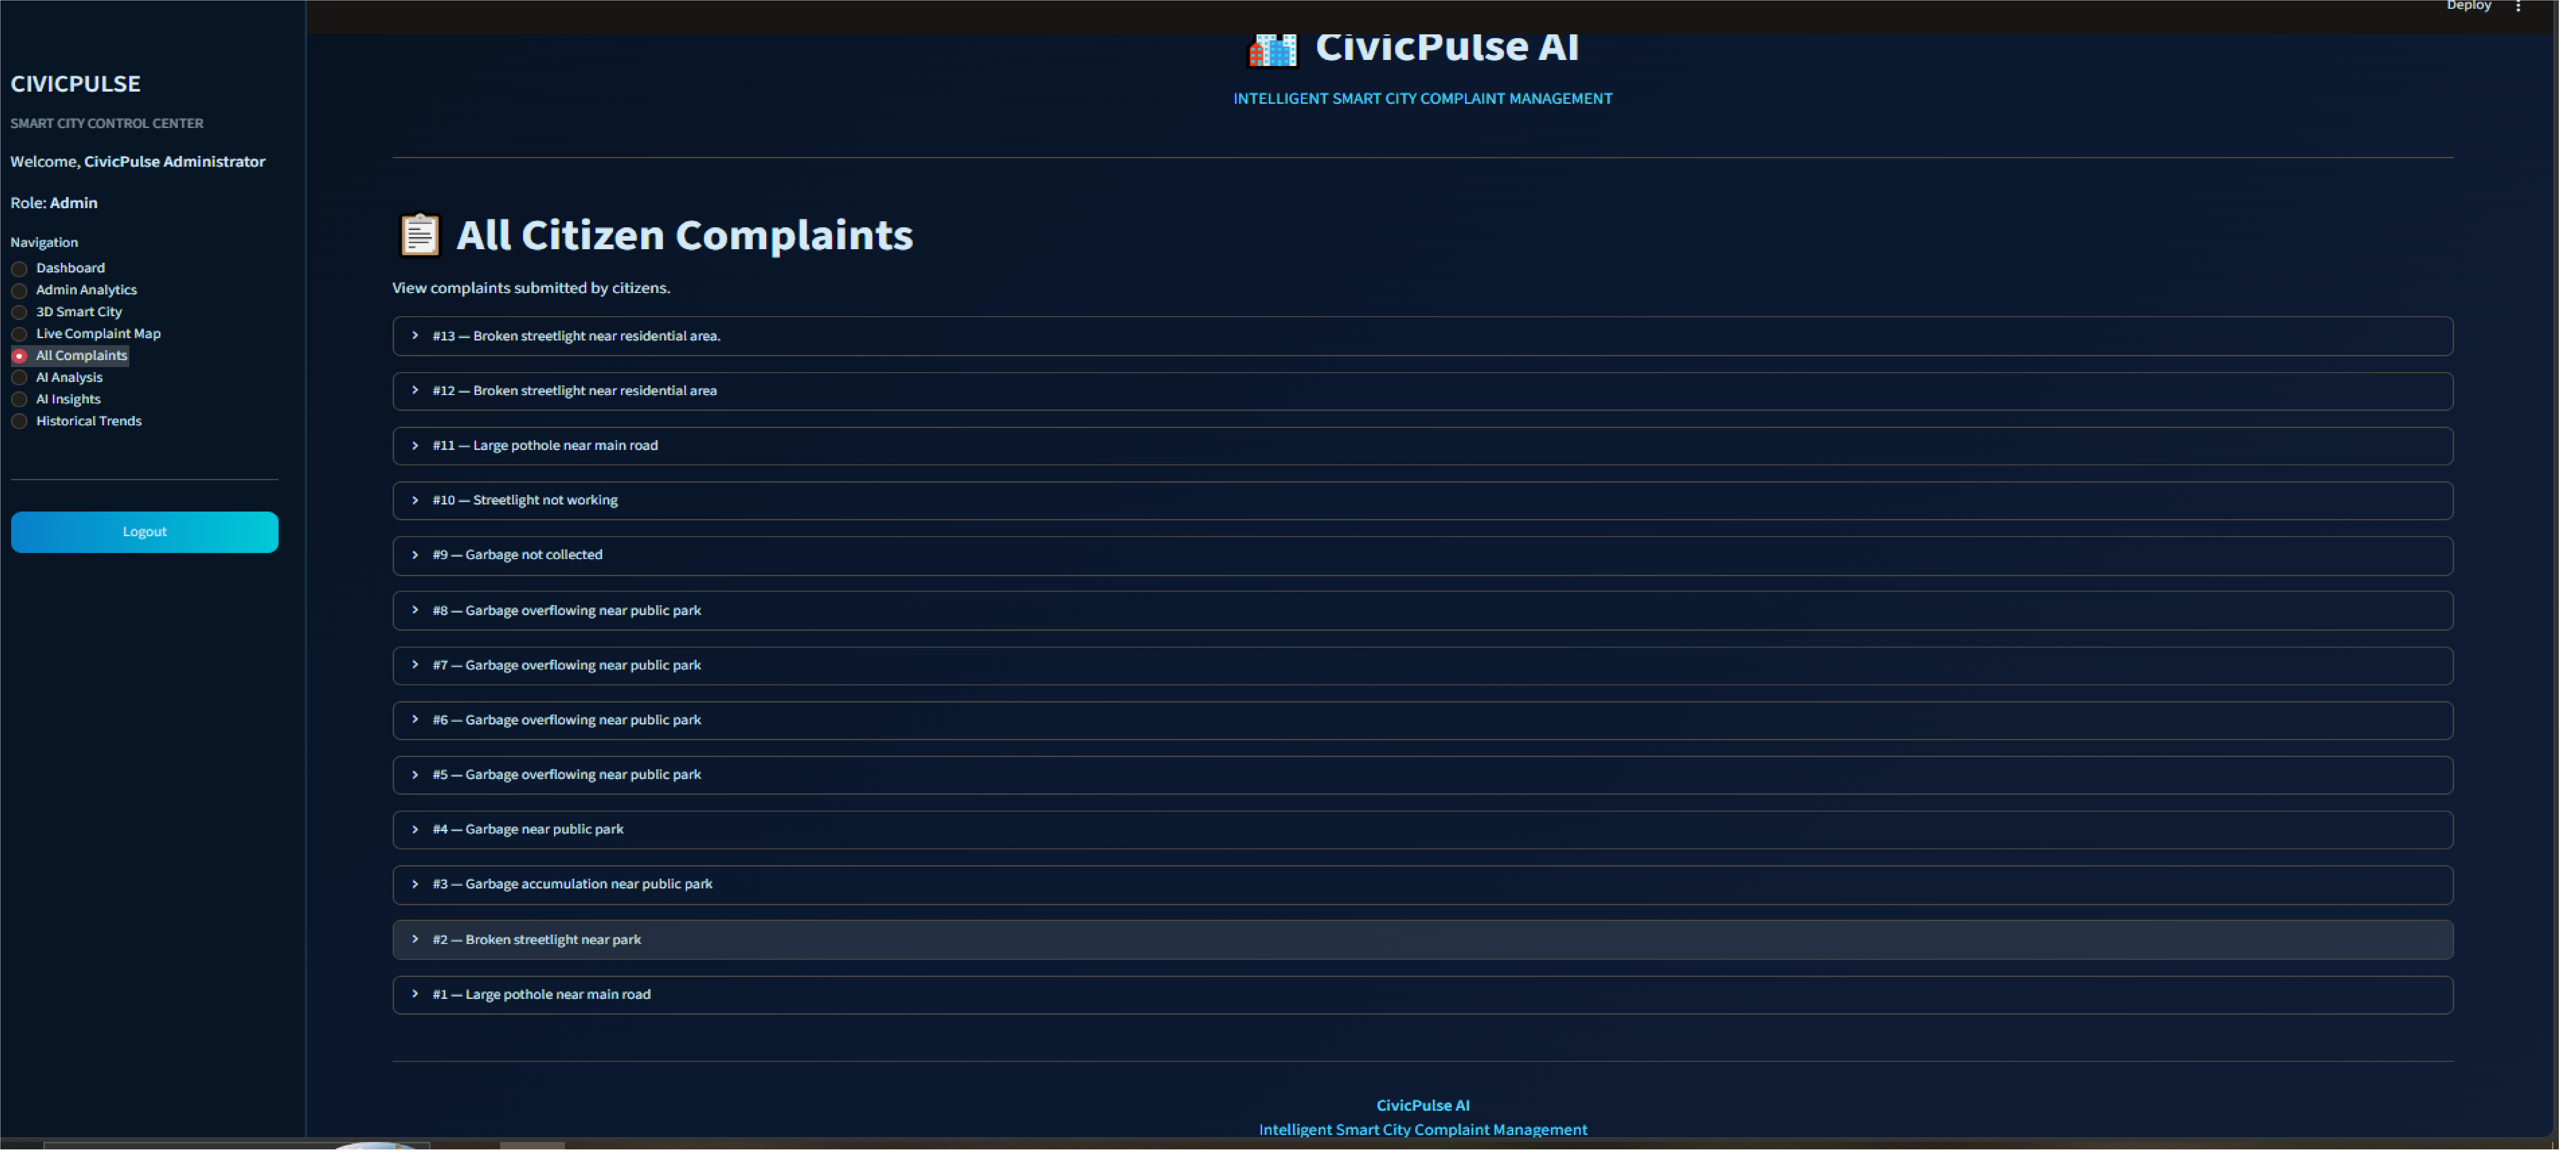 Deploy
CIVICPULSE
SMART CITY CONTROL CENTER
Welcome, CivicPulse Administrator
Role: Admin
Navigation
Dashboard
Admin Analytics
3D Smart City
Live Complaint Map
All Complaints
AI Analysis
AI Insights
Historical Trends
Logout
CivicPulse AI
INTELLIGENT SMART CITY COMPLAINT MANAGEMENT
All Citizen Complaints
View complaints submitted by citizens.
#13 — Broken streetlight near residential area.
#12 — Broken streetlight near residential area
#11 — Large pothole near main road
#10 — Streetlight not working
#9 — Garbage not collected
#8 — Garbage overflowing near public park
#7 — Garbage overflowing near public park
#6 — Garbage overflowing near public park
#5 — Garbage overflowing near public park
#4 — Garbage near public park
#3 — Garbage accumulation near public park
#2 — Broken streetlight near park
#1 — Large pothole near main road
CivicPulse AI
Intelligent Smart City Complaint Management